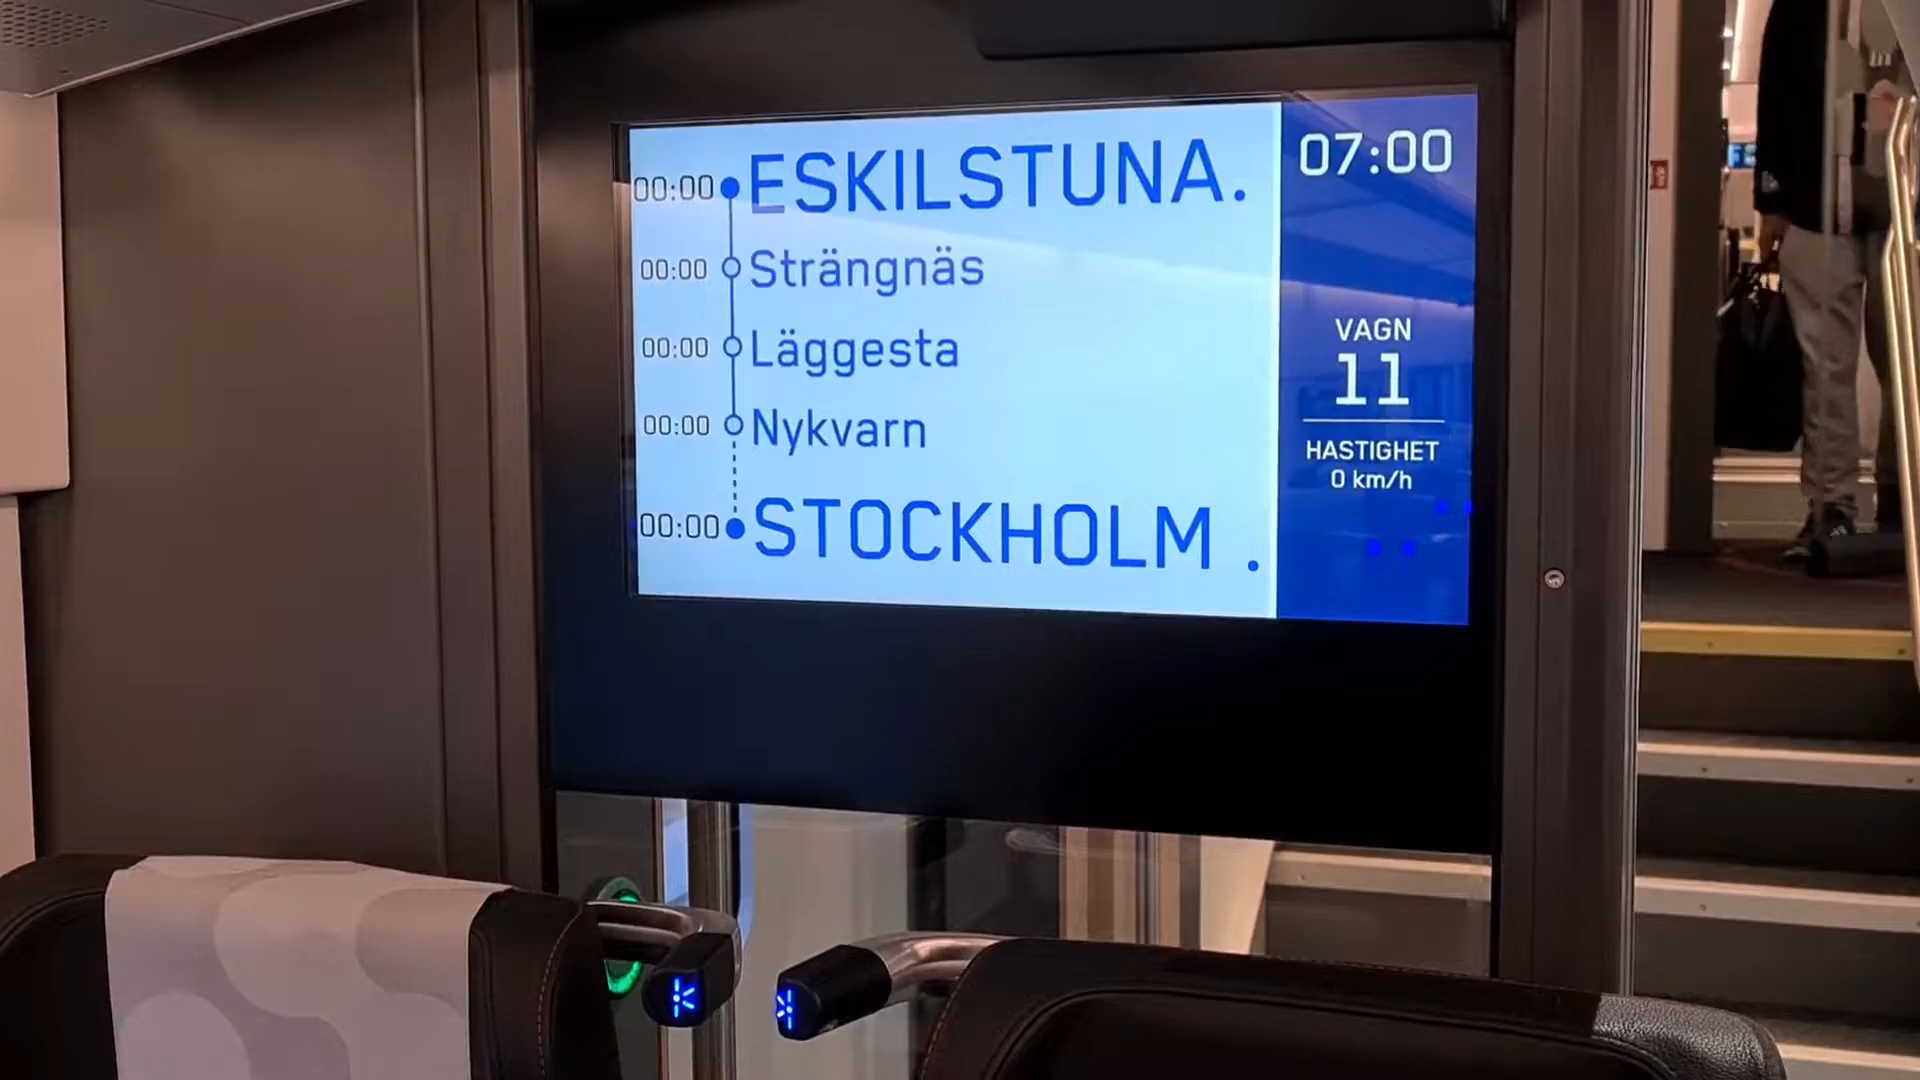 00:00 ESKILSTUNA.
00:00 Strängnäs
00:00 Läggesta
00:00 Nykvarn
00:00 STOCKHOLM .
07:00
VAGN
11
HASTIGHET
0 km/h